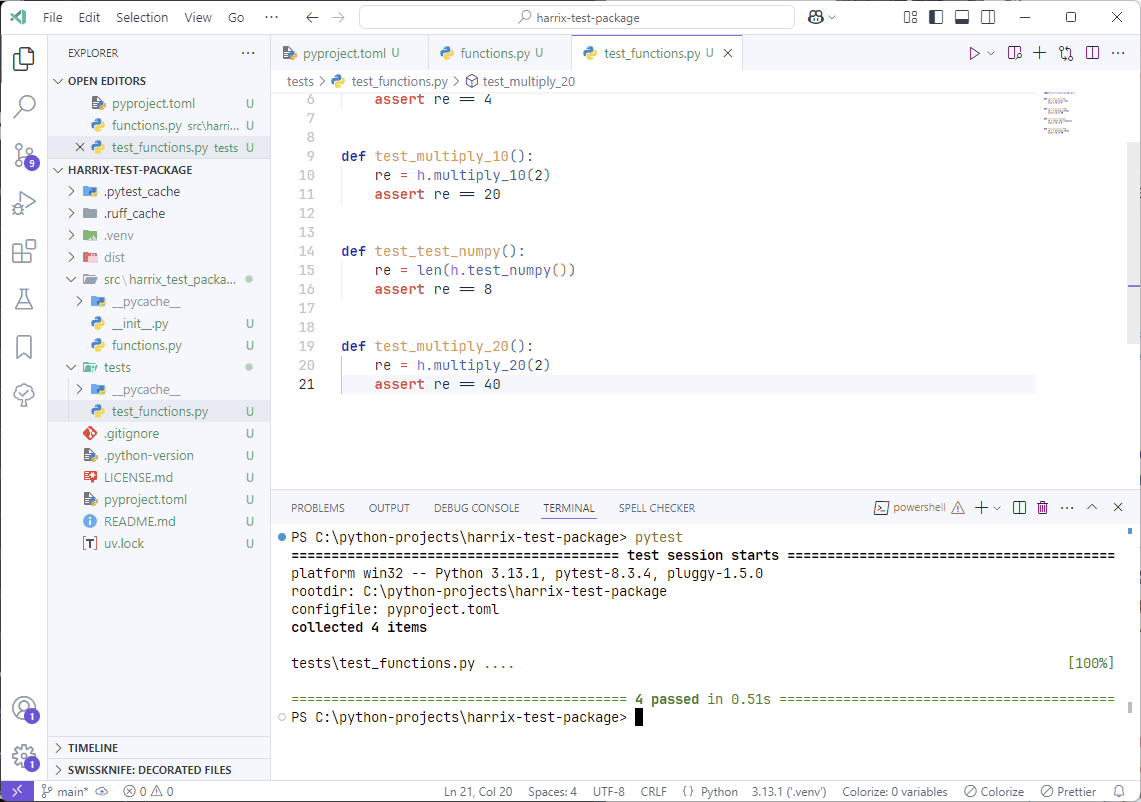 File Edit Selection View Go ··· harrix-test-package
EXPLORER ···
OPEN EDITORS
pyproject.toml U
functions.py src\harri... U
test_functions.py tests U
HARRIX-TEST-PACKAGE
.pytest_cache
.ruff_cache
.venv
dist
src\harrix_test_packa...
__pycache__
__init__.py U
functions.py U
tests
__pycache__
test_functions.py U
.gitignore U
.python-version U
LICENSE.md U
pyproject.toml U
README.md U
uv.lock U
TIMELINE
SWISSKNIFE: DECORATED FILES
9
1
1
pyproject.toml U functions.py U test_functions.py U
tests > test_functions.py > test_multiply_20
6 assert re == 4
7
8
9 def test_multiply_10():
10 re = h.multiply_10(2)
11 assert re == 20
12
13
14 def test_test_numpy():
15 re = len(h.test_numpy())
16 assert re == 8
17
18
19 def test_multiply_20():
20 re = h.multiply_20(2)
21 assert re == 40
PROBLEMS OUTPUT DEBUG CONSOLE TERMINAL SPELL CHECKER powershell
PS C:\python-projects\harrix-test-package> pytest
========================================= test session starts =========================================
platform win32 -- Python 3.13.1, pytest-8.3.4, pluggy-1.5.0
rootdir: C:\python-projects\harrix-test-package
configfile: pyproject.toml
collected 4 items
tests\test_functions.py .... [100%]
========================================== 4 passed in 0.51s ==========================================
PS C:\python-projects\harrix-test-package>
main* 0 0 Ln 21, Col 20 Spaces: 4 UTF-8 CRLF {} Python 3.13.1 ('.venv') Colorize: 0 variables Colorize Prettier